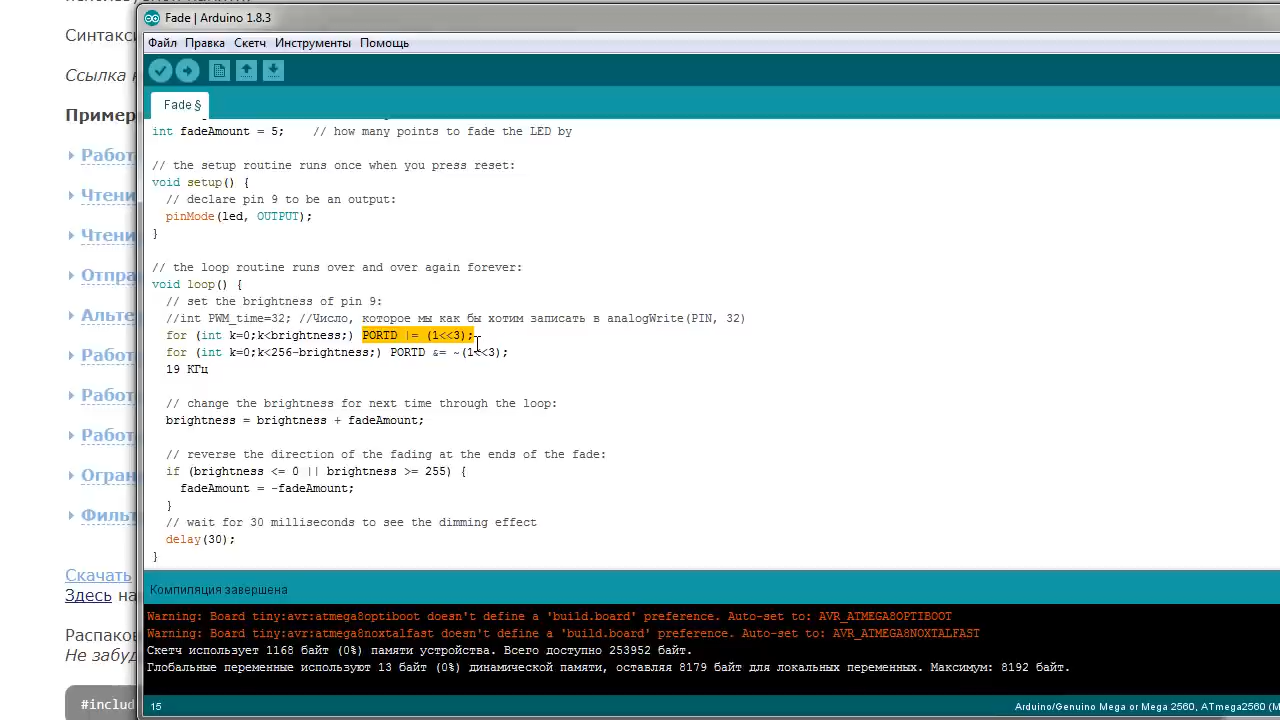 Fade | Arduino 1.8.3
Синтакс
Файл Правка Скетч Инструменты Помощь
Ссылка
Fade §
Пример
int fadeAmount = 5;    // how many points to fade the LED by
Работ
// the setup routine runs once when you press reset:
void setup() {
Чтени
// declare pin 9 to be an output:
pinMode(led, OUTPUT);
}
Чтени
// the loop routine runs over and over again forever:
Отпра
void loop() {
// set the brightness of pin 9:
Альте
//int PWM_time=32; //Число, которое мы как бы хотим записать в analogWrite(PIN, 32)
for (int k=0;k<brightness;) PORTD |= (1<<3);
Работ
for (int k=0;k<256-brightness;) PORTD &= ~(1<<3);
19 КГц
Работ
// change the brightness for next time through the loop:
brightness = brightness + fadeAmount;
Работ
// reverse the direction of the fading at the ends of the fade:
Огран
if (brightness <= 0 || brightness >= 255) {
fadeAmount = -fadeAmount;
}
Фильт
// wait for 30 milliseconds to see the dimming effect
delay(30);
}
Скачать
Здесь на
Компиляция завершена
Warning: Board tiny:avr:atmega8optiboot doesn't define a 'build.board' preference. Auto-set to: AVR_ATMEGA8OPTIBOOT
Распаков
Warning: Board tiny:avr:atmega8noxtalfast doesn't define a 'build.board' preference. Auto-set to: AVR_ATMEGA8NOXTALFAST
Не забуд
Скетч использует 1168 байт (0%) памяти устройства. Всего доступно 253952 байт.
Глобальные переменные используют 13 байт (0%) динамической памяти, оставляя 8179 байт для локальных переменных. Максимум: 8192 байт.
#includ
15
Arduino/Genuino Mega or Mega 2560, ATmega2560 (M